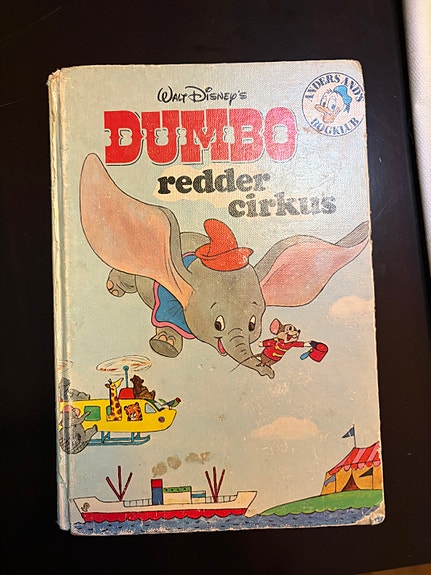 WALT DISNEY'S
ANDERS AND'S
BOGKLUB
DUMBO
redder
cirkus